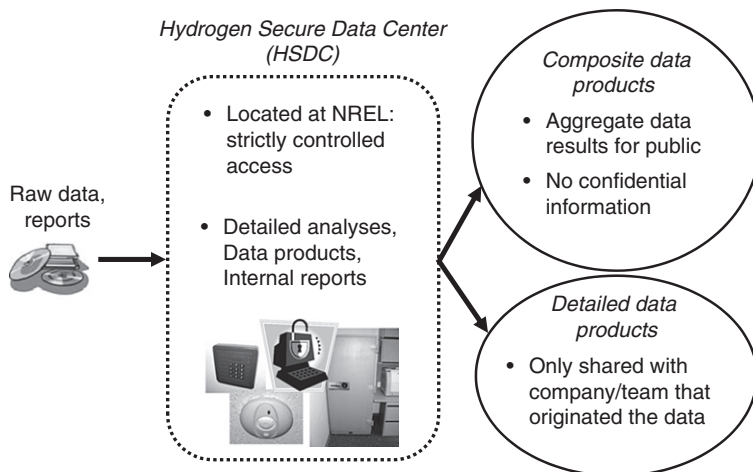 Hydrogen Secure Data Center
(HSDC)
Raw data,
reports
• Located at NREL:
strictly controlled
access
• Detailed analyses,
Data products,
Internal reports
Composite data
products
• Aggregate data
results for public
• No confidential
information
Detailed data
products
• Only shared with
company/team that
originated the data